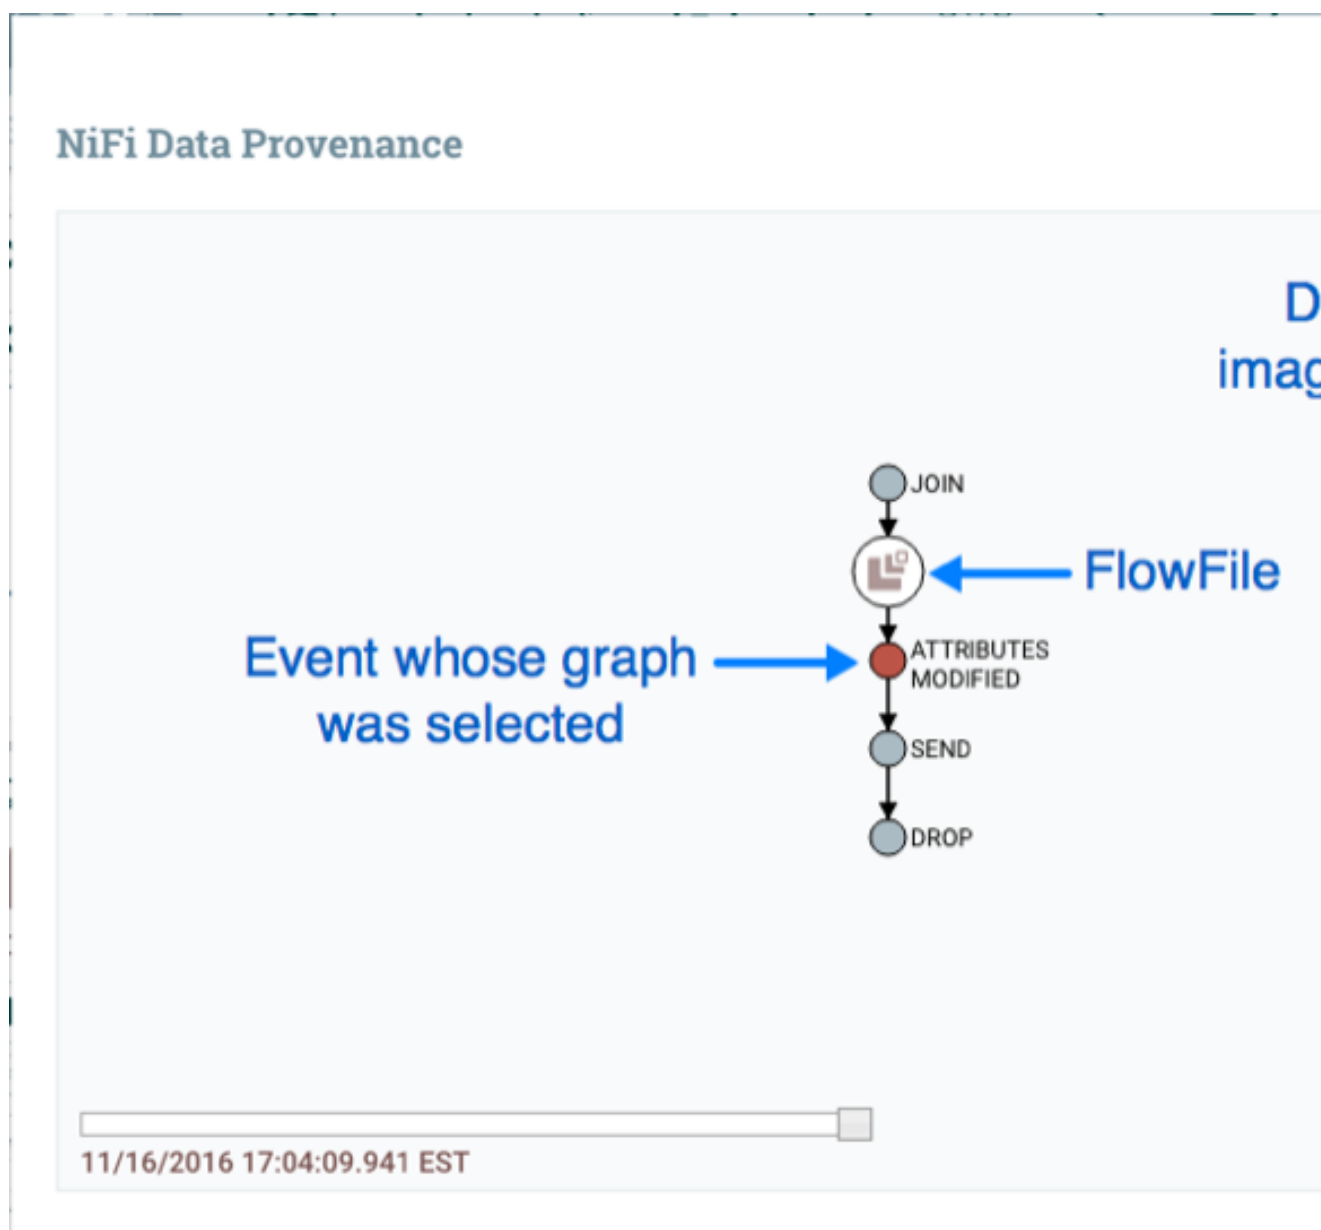 NiFi Data Provenance
D
imag
JOIN
FlowFile
Event whose graph
was selected
ATTRIBUTES
MODIFIED
SEND
DROP
11/16/2016 17:04:09.941 EST